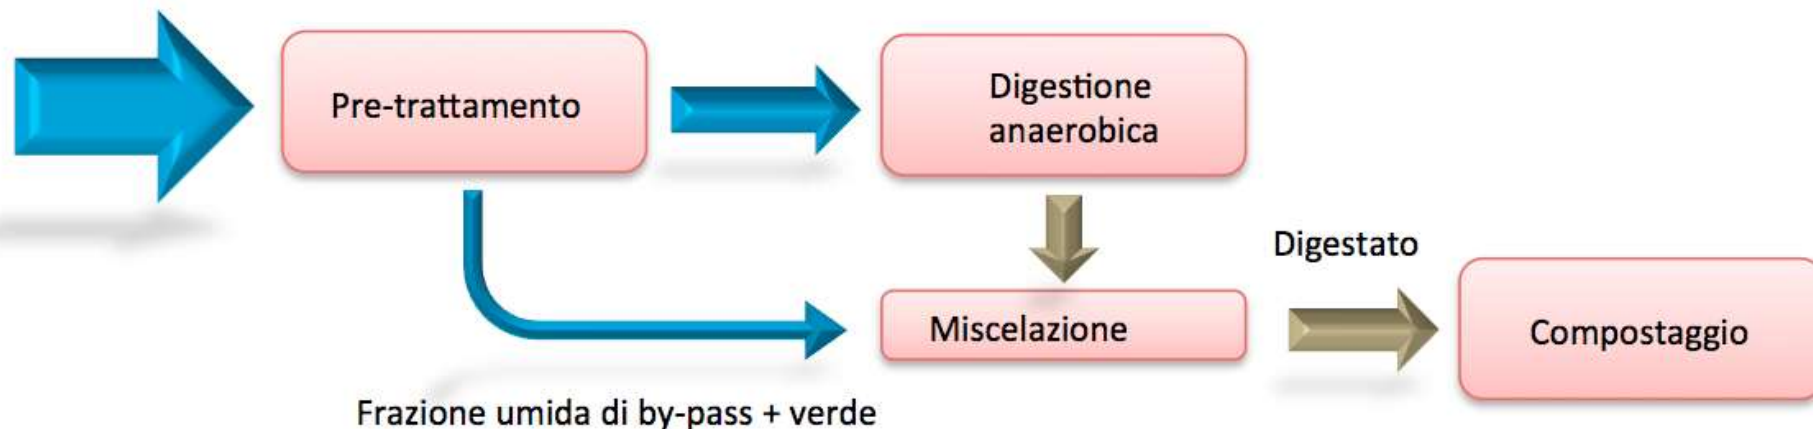 Pre-trattamento
Digestione
anaerobica
Digestato
Miscelazione
Compostaggio
Frazione umida di by-pass + verde